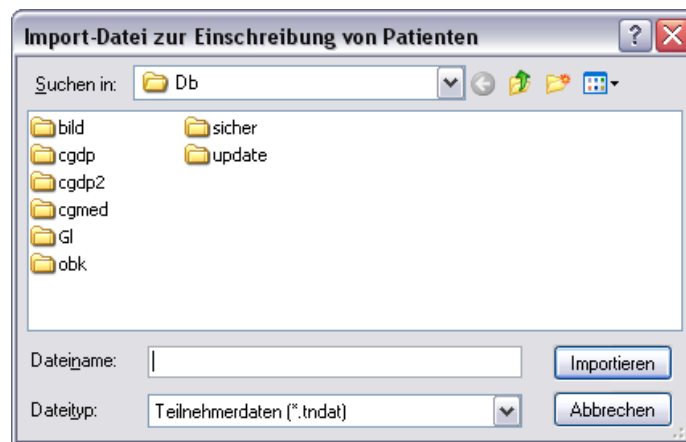 Import-Datei zur Einschreibung von Patienten
Suchen in: Db
bild sicher
cgdp update
cgdp2
cgmed
Gl
obk
Dateiname: Importieren
Dateityp: Teilnehmerdaten (*.tndat) Abbrechen